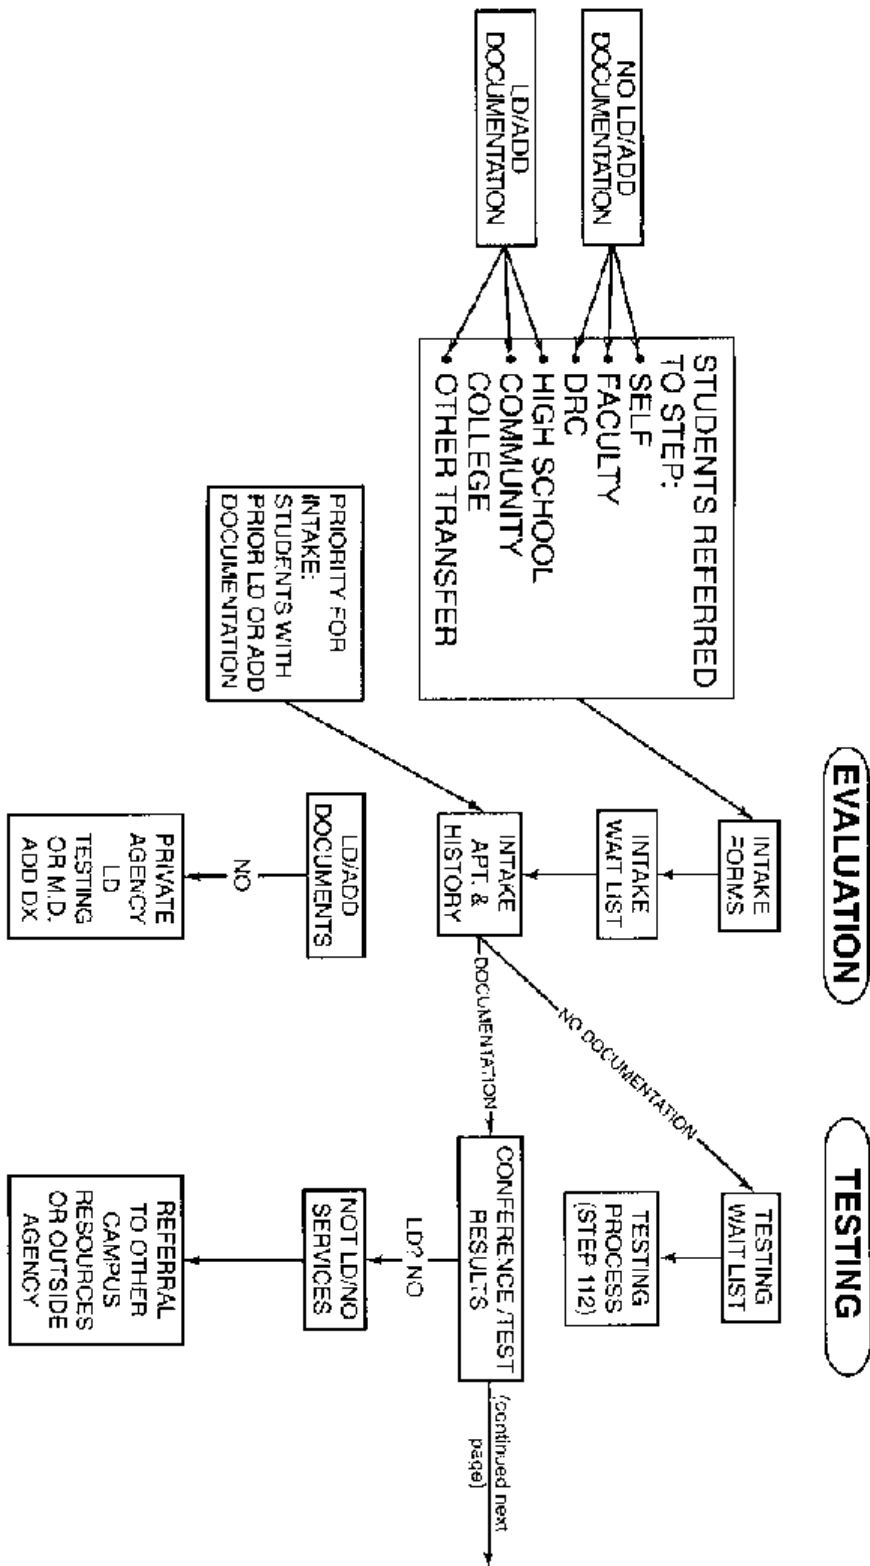 EVALUATION
TESTING
NO LD/ADD
DOCUMENTATION
LD/ADD
DOCUMENTATION
STUDENTS REFERRED
TO STEP:
• SELF
• FACULTY
• DRC
• HIGH SCHOOL
• COMMUNITY
COLLEGE
• OTHER TRANSFER
PRIORITY FOR
INTAKE:
STUDENTS WITH
PRIOR LD OR ADD
DOCUMENTATION
INTAKE
FORMS
INTAKE
WAIT LIST
INTAKE
APT. &
HISTORY
LD/ADD
DOCUMENTS
NO
PRIVATE
AGENCY
LD
TESTING
OR M.D.
ADD DX.
NO DOCUMENTATION
DOCUMENTATION
TESTING
WAIT LIST
TESTING
PROCESS
(STEP 112)
CONFERENCE /TEST
RESULTS
LD? NO
NOT LD/NO
SERVICES
REFERRAL
TO OTHER
CAMPUS
RESOURCES
OR OUTSIDE
AGENCY
(continued next
page)